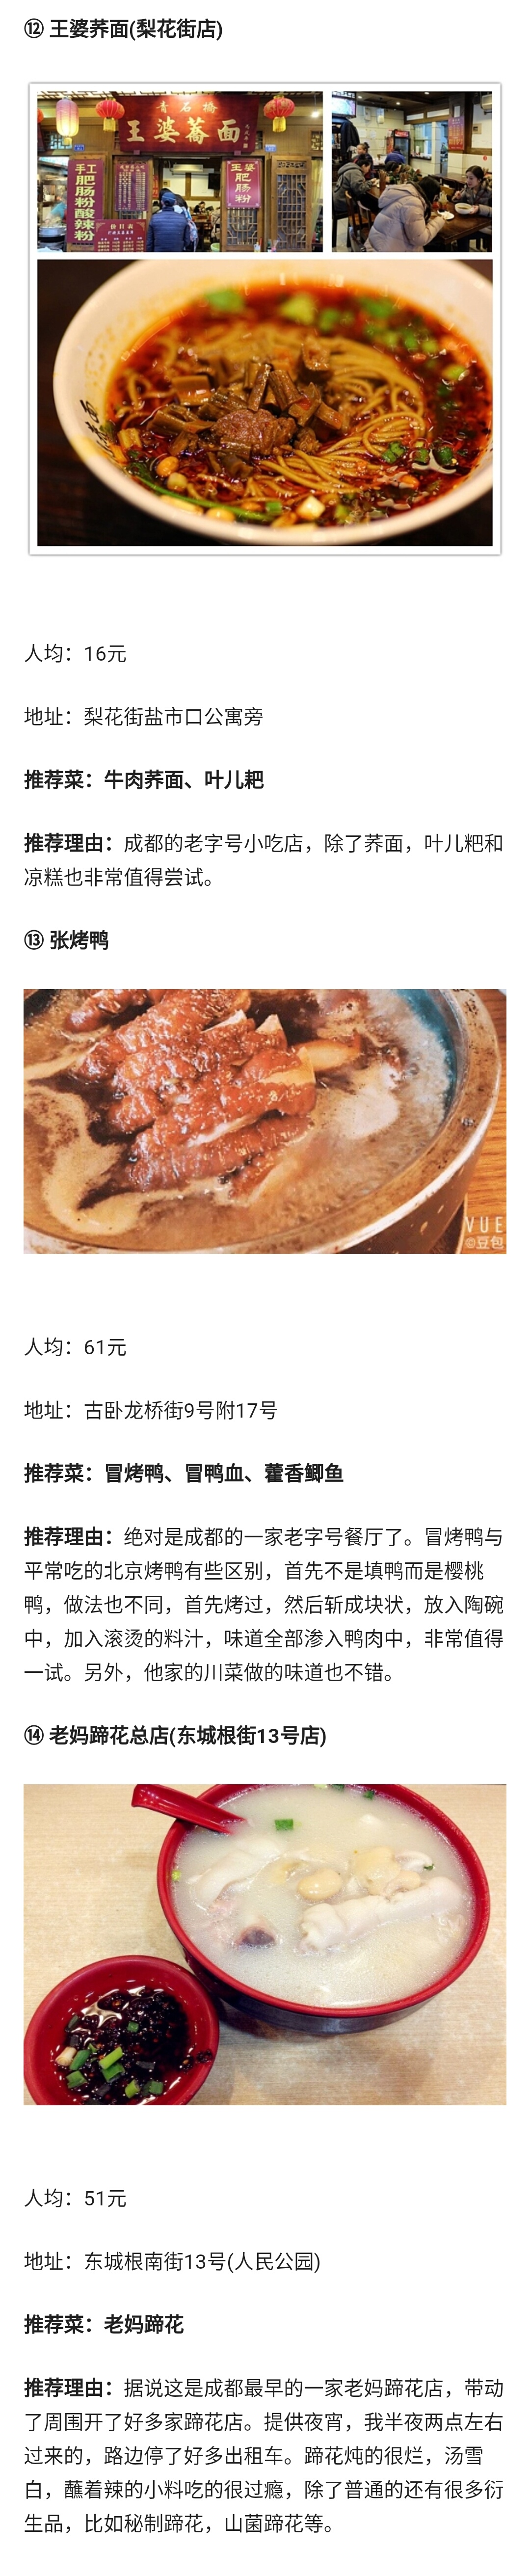 ⑫ 王婆荞面(梨花街店)
青石桥
王婆蕎面
手工
肥肠粉酸辣粉
王婆
肥肠粉
价目表
人均：16元
地址：梨花街盐市口公寓旁
推荐菜：牛肉荞面、叶儿耙
推荐理由：成都的老字号小吃店，除了荞面，叶儿粑和
凉糕也非常值得尝试。
⑬ 张烤鸭
VUE
©豆包
人均：61元
地址：古卧龙桥街9号附17号
推荐菜：冒烤鸭、冒鸭血、藿香鲫鱼
推荐理由：绝对是成都的一家老字号餐厅了。冒烤鸭与
平常吃的北京烤鸭有些区别，首先不是填鸭而是樱桃
鸭，做法也不同，首先烤过，然后斩成块状，放入陶碗
中，加入滚烫的料汁，味道全部渗入鸭肉中，非常值得
一试。另外，他家的川菜做的味道也不错。
⑭ 老妈蹄花总店(东城根街13号店)
人均：51元
地址：东城根南街13号(人民公园)
推荐菜：老妈蹄花
推荐理由：据说这是成都最早的一家老妈蹄花店，带动
了周围开了好多家蹄花店。提供夜宵，我半夜两点左右
过来的，路边停了好多出租车。蹄花炖的很烂，汤雪
白，蘸着辣的小料吃的很过瘾，除了普通的还有很多衍
生品，比如秘制蹄花，山菌蹄花等。